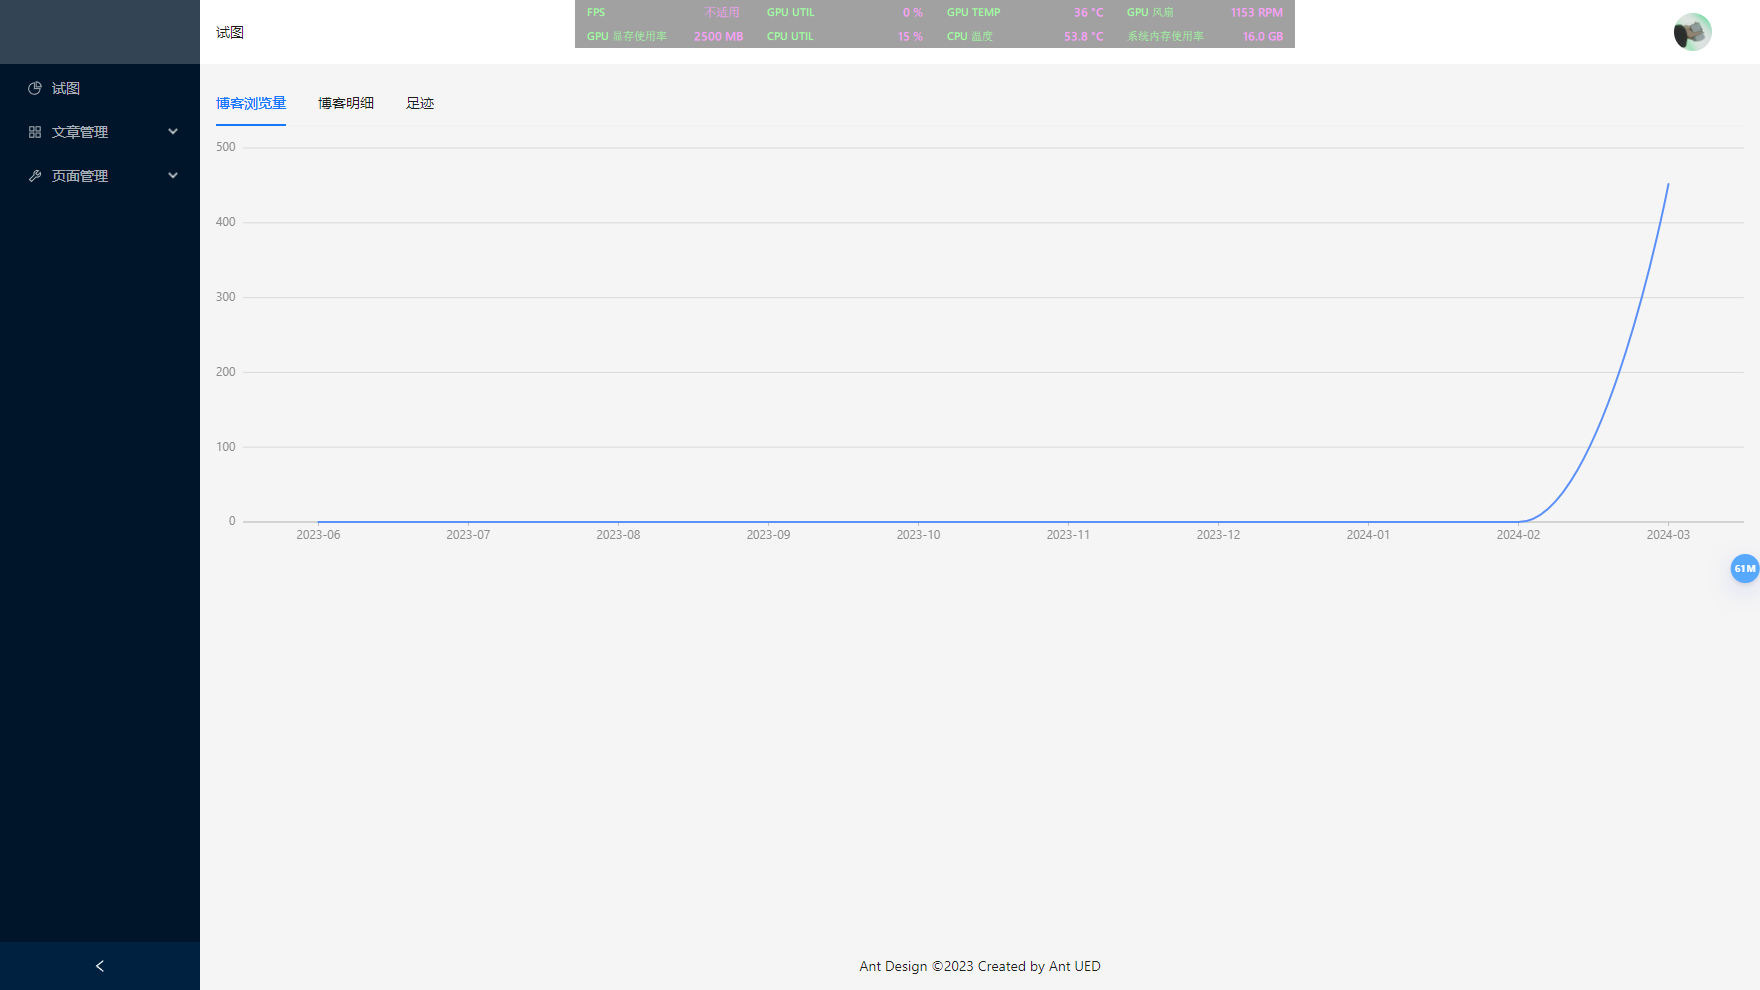 试图
FPS 不适用 GPU UTIL 0 % GPU TEMP 36 °C GPU 风扇 1153 RPM
GPU 显存使用率 2500 MB CPU UTIL 15 % CPU 温度 53.8 °C 系统内存使用率 16.0 GB
试图
文章管理
页面管理
博客浏览量 博客明细 足迹
500
400
300
200
100
0
2023-06 2023-07 2023-08 2023-09 2023-10 2023-11 2023-12 2024-01 2024-02 2024-03
61M
Ant Design ©2023 Created by Ant UED